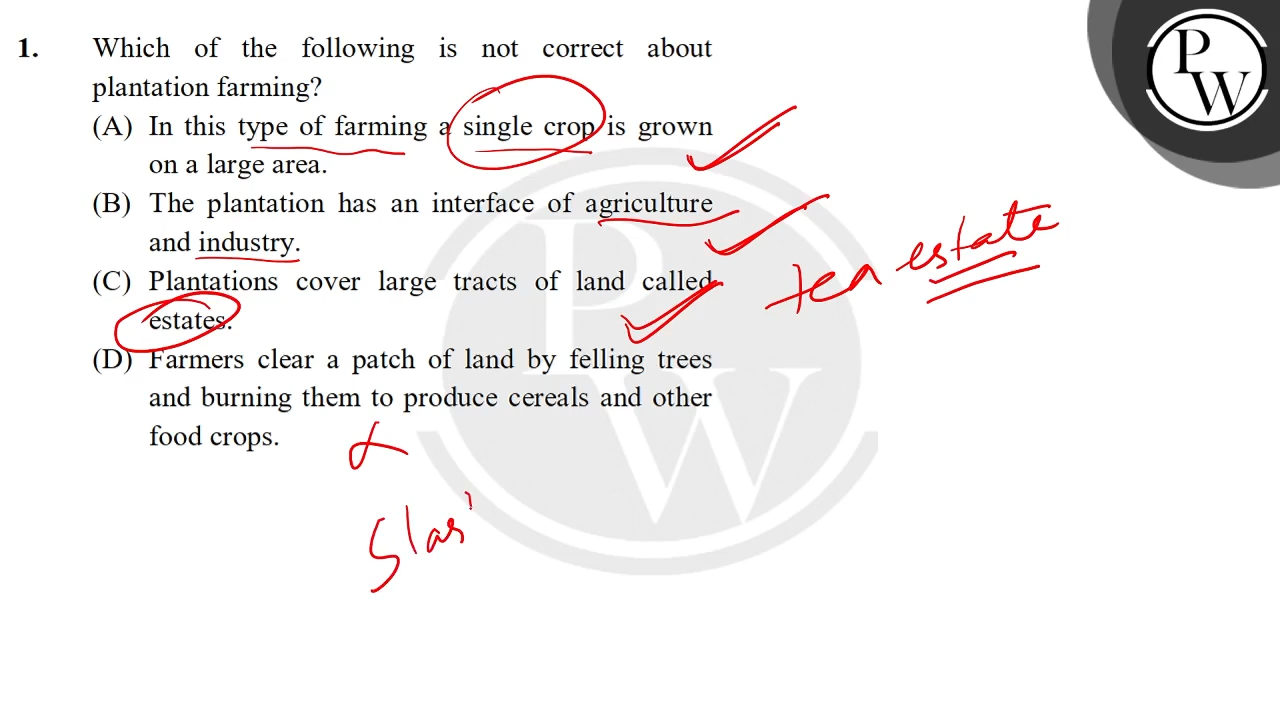 1. Which of the following is not correct about
plantation farming?
(A) In this type of farming a single crop is grown
on a large area.
(B) The plantation has an interface of agriculture
and industry.
(C) Plantations cover large tracts of land called
estates.
(D) Farmers clear a patch of land by felling trees
and burning them to produce cereals and other
food crops.
tea estate
Slas
P
W
P
W